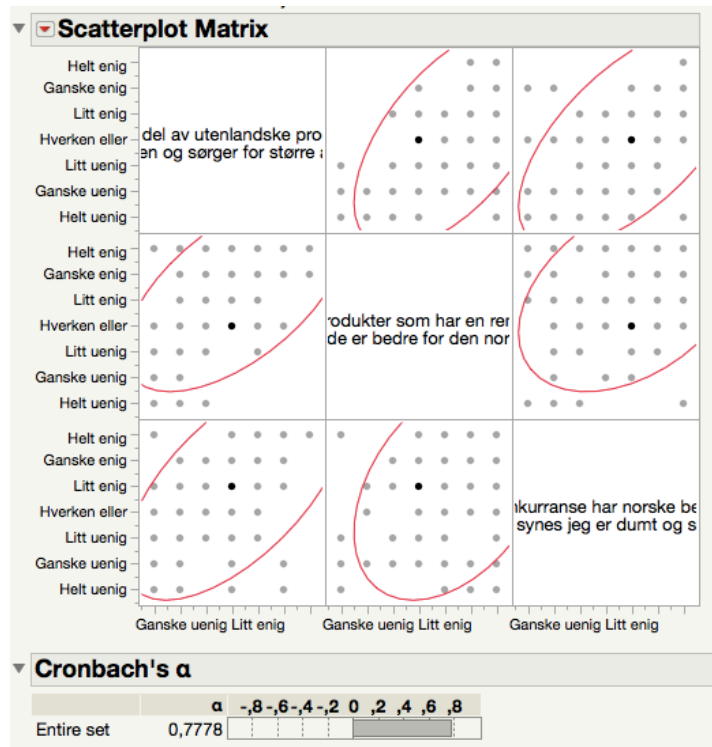 Scatterplot Matrix
Helt enig
Ganske enig
Litt enig
Hverken eller
Litt uenig
Ganske uenig
Helt uenig
del av utenlandske pro
en og sørger for større
Helt enig
Ganske enig
Litt enig
Hverken eller
Litt uenig
Ganske uenig
Helt uenig
rodukter som har en ren
de er bedre for den nor
Helt enig
Ganske enig
Litt enig
Hverken eller
Litt uenig
Ganske uenig
Helt uenig
nkurranse har norske be
synes jeg er dumt og s
Ganske uenig Litt enig Ganske uenig Litt enig Ganske uenig Litt enig
Cronbach's α
α -,8 -,6 -,4 -,2 0 ,2 ,4 ,6 ,8
Entire set 0,7778